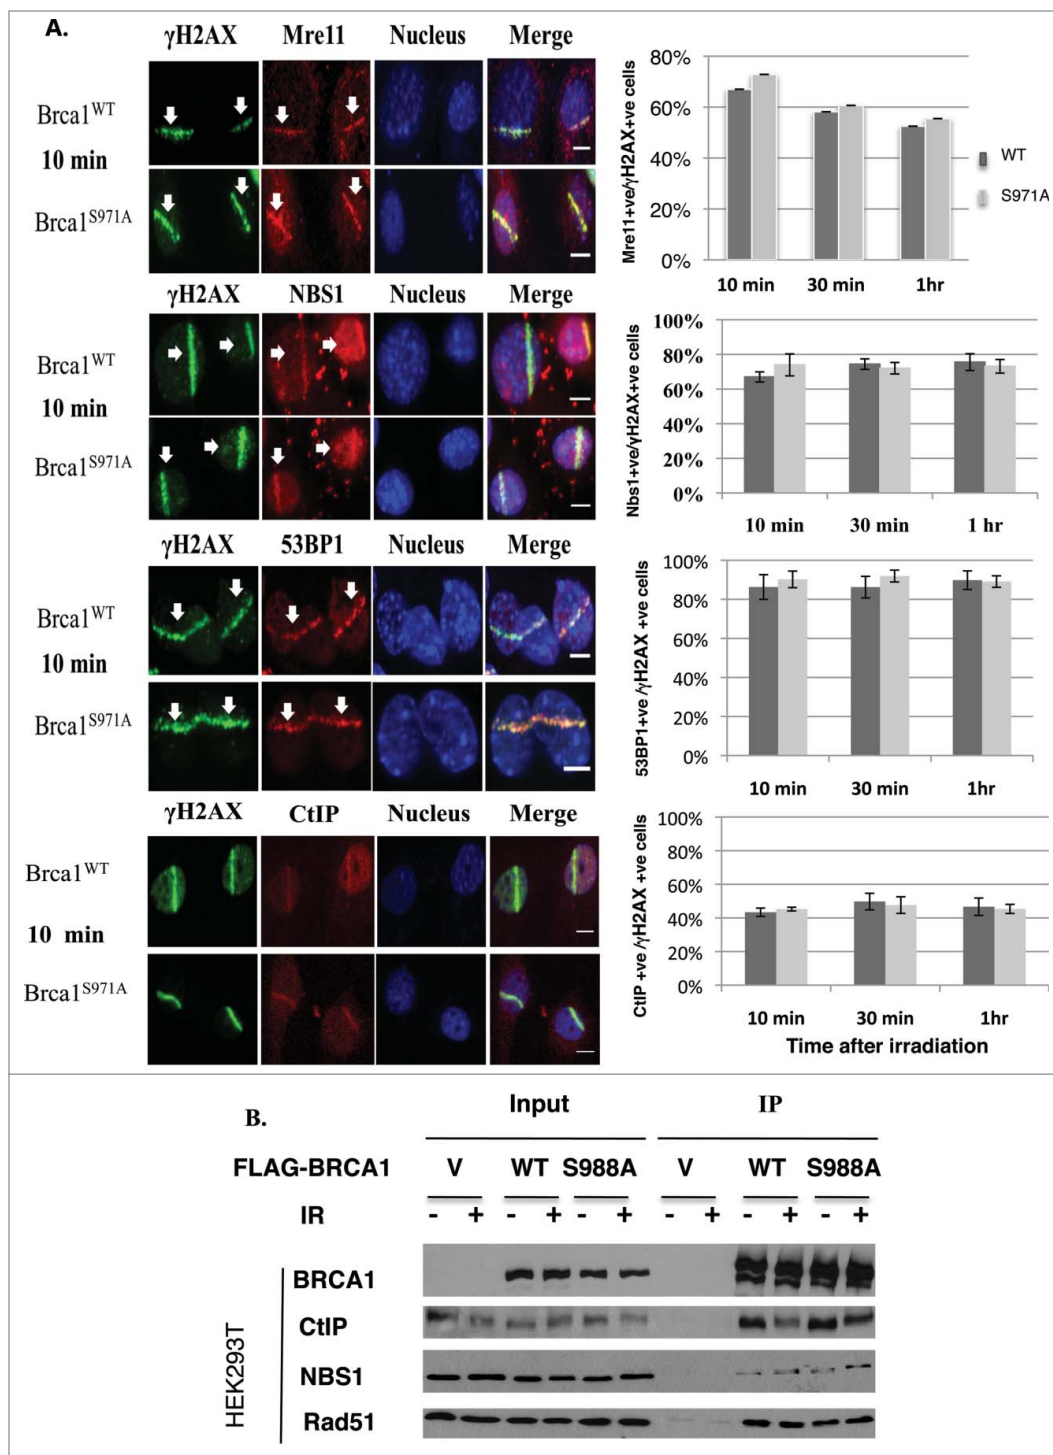 A.
γH2AX Mre11 Nucleus Merge
Brca1WT
10 min
Brca1S971A
Mre11+ve/γH2AX+ve cells
80%
60%
40%
20%
0%
10 min 30 min 1hr
WT
S971A
γH2AX NBS1 Nucleus Merge
Brca1WT
10 min
Brca1S971A
Nbs1+ve/γH2AX+ve cells
100%
80%
60%
40%
20%
0%
10 min 30 min 1 hr
γH2AX 53BP1 Nucleus Merge
Brca1WT
10 min
Brca1S971A
53BP1+ve /γH2AX +ve cells
100%
80%
60%
40%
20%
0%
10 min 30 min 1hr
γH2AX CtIP Nucleus Merge
Brca1WT
10 min
Brca1S971A
CtIP +ve /γH2AX +ve cells
100%
80%
60%
40%
20%
0%
10 min 30 min 1hr
Time after irradiation
B.
Input IP
FLAG-BRCA1 V WT S988A V WT S988A
IR - + - + - + - + - + - +
HEK293T
BRCA1
CtIP
NBS1
Rad51